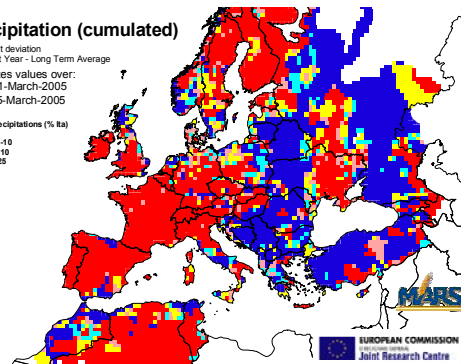 cipitation (cumulated)
t deviation
t Year - Long Term Average
es values over:
1-March-2005
5-March-2005
ecipitations (% lta)
-10
10
25
MARS
EUROPEAN COMMISSION
Joint Research Centre